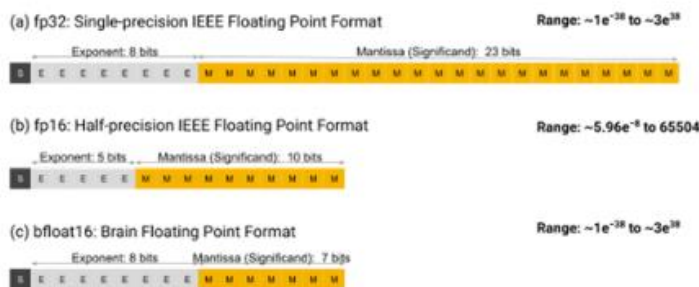 (a) fp32: Single-precision IEEE Floating Point Format Range: ~1e⁻³⁸ to ~3e³⁸
Exponent: 8 bits Mantissa (Significand): 23 bits
S E E E E E E E E M M M M M M M M M M M M M M M M M M M M M M M
(b) fp16: Half-precision IEEE Floating Point Format Range: ~5.96e⁻⁸ to 65504
Exponent: 5 bits Mantissa (Significand): 10 bits
S E E E E E M M M M M M M M M M
(c) bfloat16: Brain Floating Point Format Range: ~1e⁻³⁸ to ~3e³⁸
Exponent: 8 bits Mantissa (Significand): 7 bits
S E E E E E E E E M M M M M M M